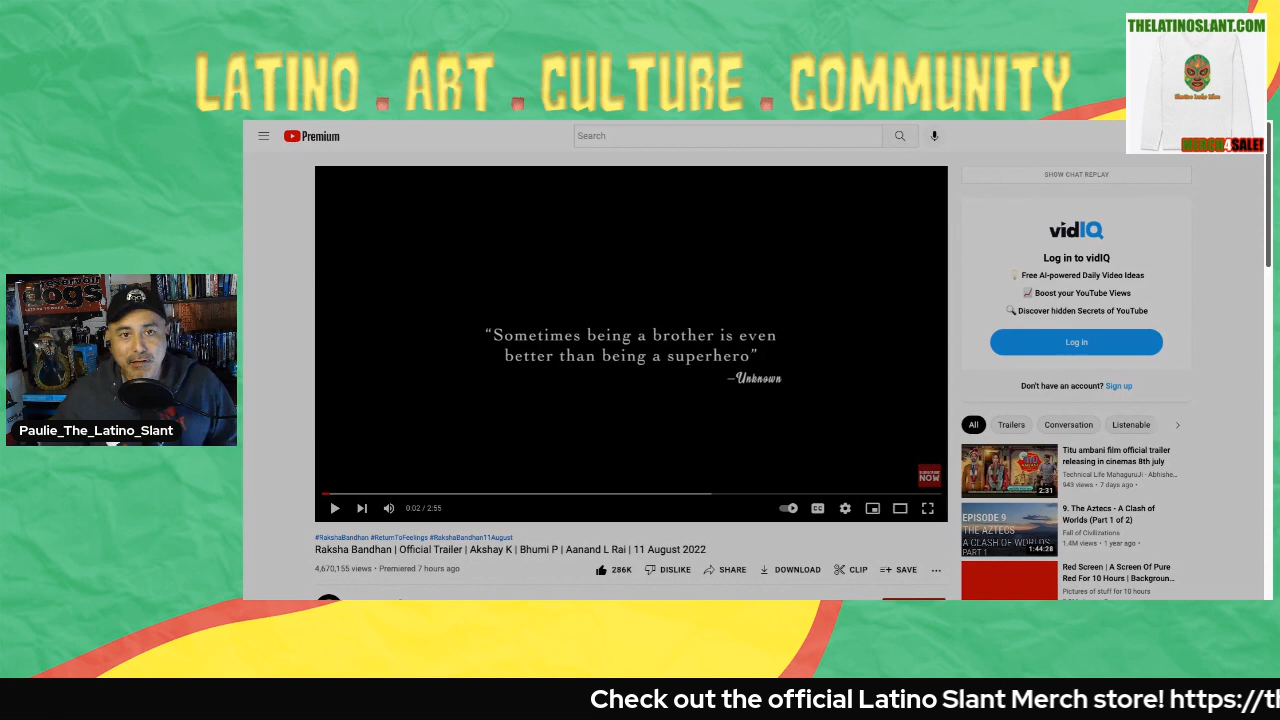 THELATINOSLANT.COM
LATINO . ART . CULTURE . COMMUNITY
MERCH4SALE!
Premium
Search
SHOW CHAT REPLAY
reservoir
dogs
“Sometimes being a brother is even
better than being a superhero”
–Unknown
SUBSCRIBE
NOW
0:02 / 2:55
CC
#RakshaBandhan #ReturnToFeelings #RakshaBandhan11August
Raksha Bandhan | Official Trailer | Akshay K | Bhumi P | Aanand L Rai | 11 August 2022
4,670,155 views • Premiered 7 hours ago
286K
DISLIKE
SHARE
DOWNLOAD
CLIP
SAVE
vidIQ
Log in to vidIQ
Free AI-powered Daily Video Ideas
Boost your YouTube Views
Discover hidden Secrets of YouTube
Log in
Don't have an account? Sign up
All
Trailers
Conversation
Listenable
Titu ambani film official trailer
releasing in cinemas 8th july
Technical Life MahaguruJi - Abhishe...
943 views • 7 days ago •
2:31
EPISODE 9
THE AZTECS
A CLASH OF WORLDS
PART 1
1:44:28
9. The Aztecs - A Clash of
Worlds (Part 1 of 2)
Fall of Civilizations
1.4M views • 1 year ago •
Red Screen | A Screen Of Pure
Red For 10 Hours | Backgroun...
Pictures of stuff for 10 hours
Paulie_The_Latino_Slant
Check out the official Latino Slant Merch store! https://th